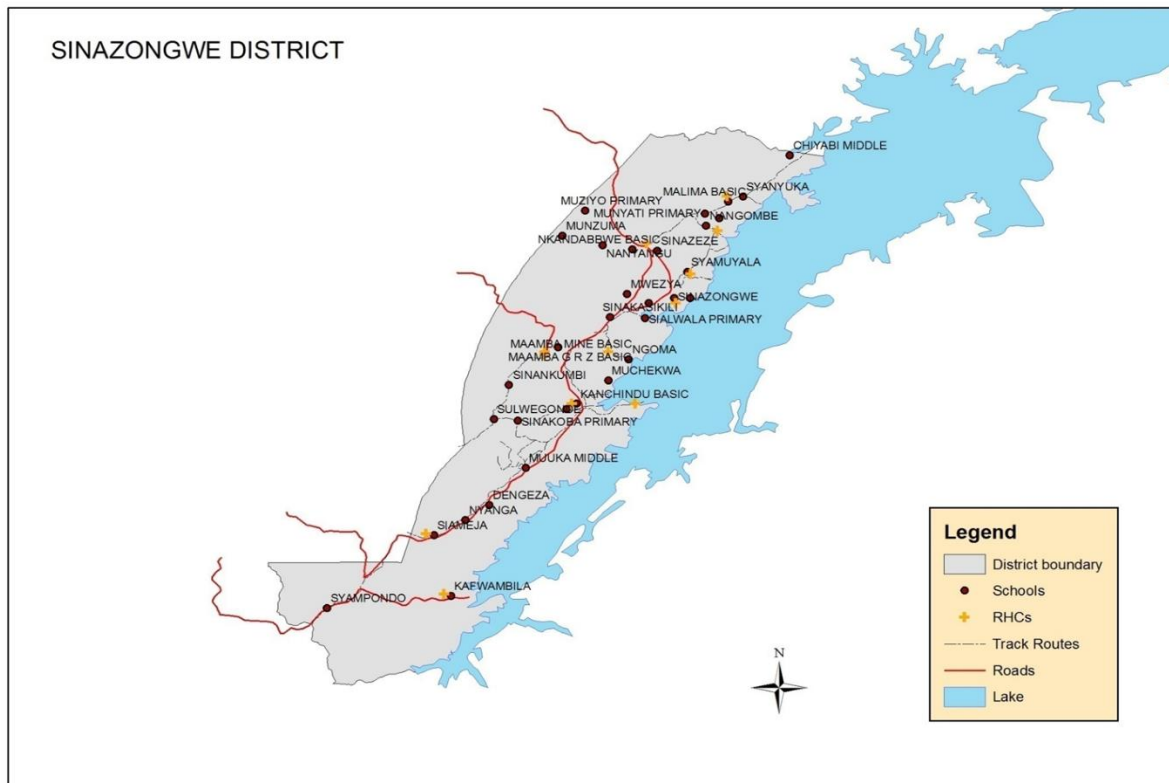 SINAZONGWE DISTRICT
CHIYABI MIDDLE
MALIMA BASIC
SYANYUKA
MUZIYO PRIMARY
MUNYATI PRIMARY
NANGOMBE
MUNZUMA
NKANDABBWE BASIC
SINAZEZE
NANYANGU
SYAMUYALA
MWEZYA
SINAZONGWE
SINAKASIKILI
SIALWALA PRIMARY
MAAMBA MINE BASIC
NGOMA
MAAMBA G R Z BASIC
SINANKUMBI
MUCHEKWA
KANCHINDU BASIC
SULWEGONDE
SINAKOBA PRIMARY
MUUKA MIDDLE
DENGEZA
NYANGA
SIAMEJA
KAFWAMBILA
SYAMPONDO
N
Legend
District boundary
Schools
RHCs
Track Routes
Roads
Lake